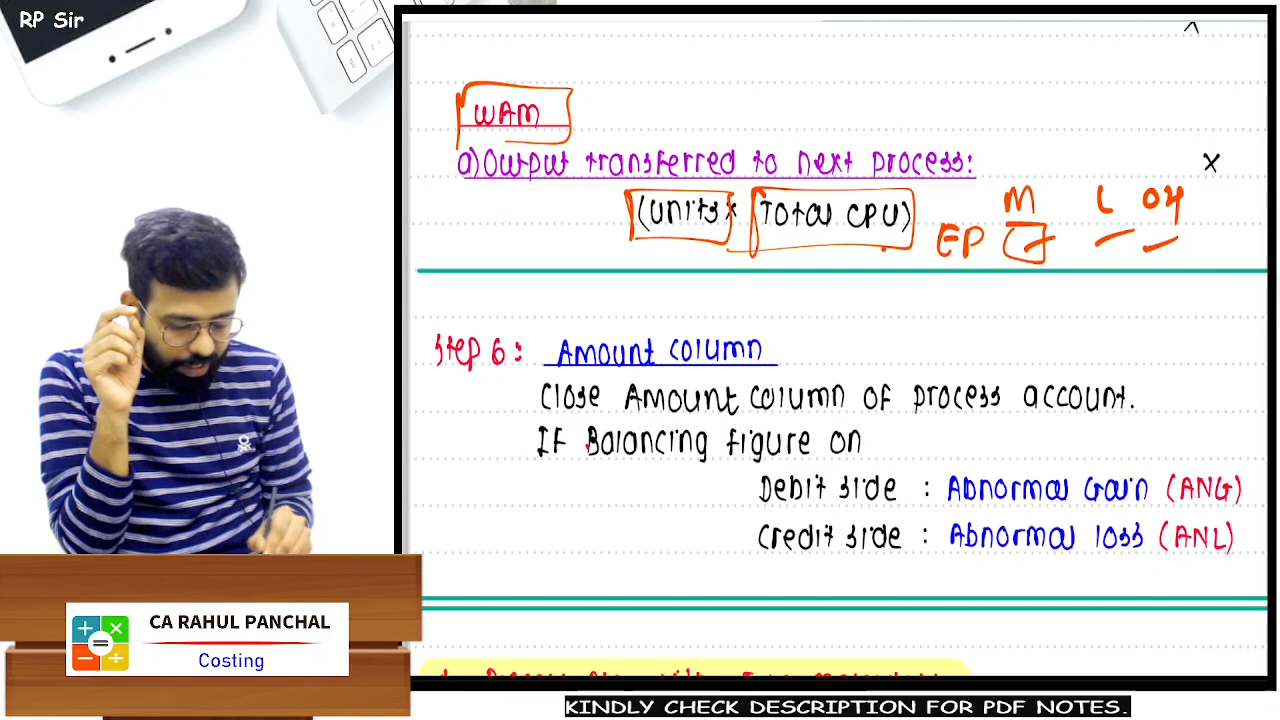 RP Sir
WAM
a) Output transferred to next process:
(Units × Total CPU)
M L OH
EP
Step 6: Amount column
Close Amount column of process account.
If Balancing figure on
Debit side : Abnormal Gain (ANG)
Credit side : Abnormal loss (ANL)
CA RAHUL PANCHAL
Costing
KINDLY CHECK DESCRIPTION FOR PDF NOTES.